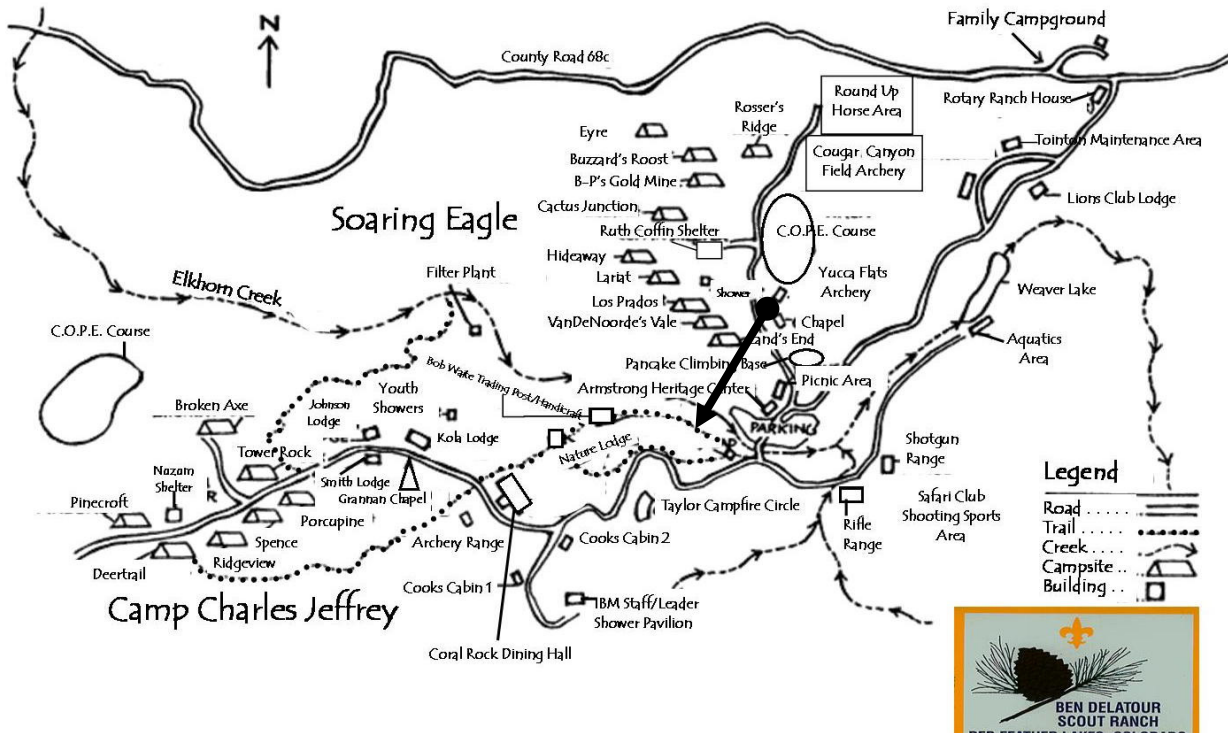 Family Campground
N
County Road 68c
Round Up
Horse Area
Rotary Ranch House
Rosser's
Ridge
Eyre
Tointon Maintenance Area
Buzzard's Roost
Cougar Canyon
Field Archery
B-P's Gold Mine
Lions Club Lodge
Cactus Junction
Soaring Eagle
Ruth Coffin Shelter
C.O.P.E. Course
Hideaway
Filter Plant
Elkhorn Creek
Lariat
Shower
Yucca Flats
Archery
Weaver Lake
Los Prados
VanDeNoorde's Vale
Chapel
C.O.P.E. Course
Land's End
Aquatics
Area
Pancake Climbing Base
Bob Waite Trading Post/Handicraft
Armstrong Heritage Center
Picnic Area
Youth
Showers
Johnson
Lodge
Broken Axe
PARKING
Kola Lodge
Nature Lodge
Tower Rock
Shotgun
Range
Legend
Nazam
Shelter
Smith Lodge
Grannan Chapel
Pinecroft
Porcupine
Taylor Campfire Circle
Safari Club
Shooting Sports
Area
Road . . . . .
Trail . . . . .
Creek . . . .
Campsite ..
Building . .
Rifle
Range
Spence
Archery Range
Cooks Cabin 2
Ridgeview
Deertrail
Cooks Cabin 1
Camp Charles Jeffrey
IBM Staff/Leader
Shower Pavilion
Coral Rock Dining Hall
BEN DELATOUR
SCOUT RANCH
RED FEATHER LAKES, COLORADO